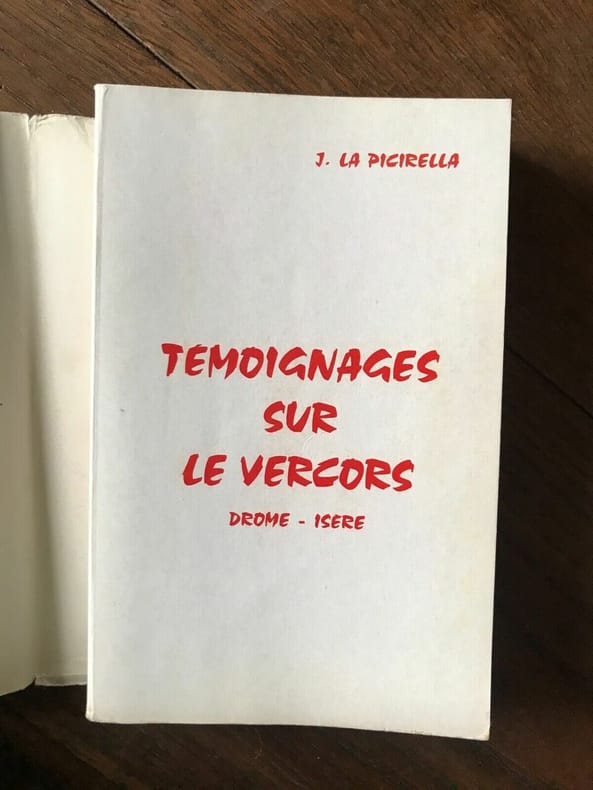 J. LA PICIRELLA
TEMOIGNAGES
SUR
LE VERCORS
DROME - ISERE